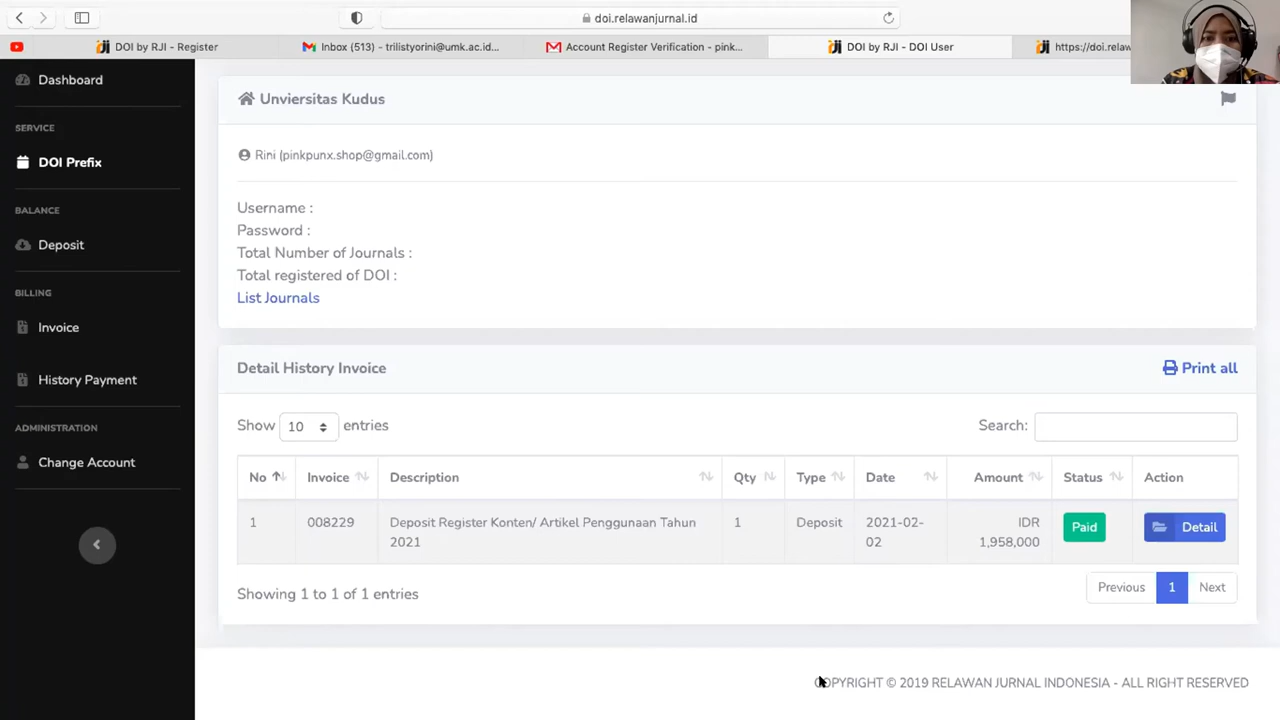 doi.relawanjurnal.id
DOI by RJI - Register
Inbox (513) - trilistyorini@umk.ac.id...
Account Register Verification - pink...
DOI by RJI - DOI User
https://doi.relaw
Dashboard
SERVICE
DOI Prefix
BALANCE
Deposit
BILLING
Invoice
History Payment
ADMINISTRATION
Change Account
Unviersitas Kudus
Rini (pinkpunx.shop@gmail.com)
Username :
Password :
Total Number of Journals :
Total registered of DOI :
List Journals
Detail History Invoice
Print all
Show 10 entries
Search:
No Invoice Description Qty Type Date Amount Status Action
1 008229 Deposit Register Konten/ Artikel Penggunaan Tahun 1 Deposit 2021-02- IDR Paid Detail
2021 02 1,958,000
Showing 1 to 1 of 1 entries
Previous 1 Next
COPYRIGHT © 2019 RELAWAN JURNAL INDONESIA - ALL RIGHT RESERVED